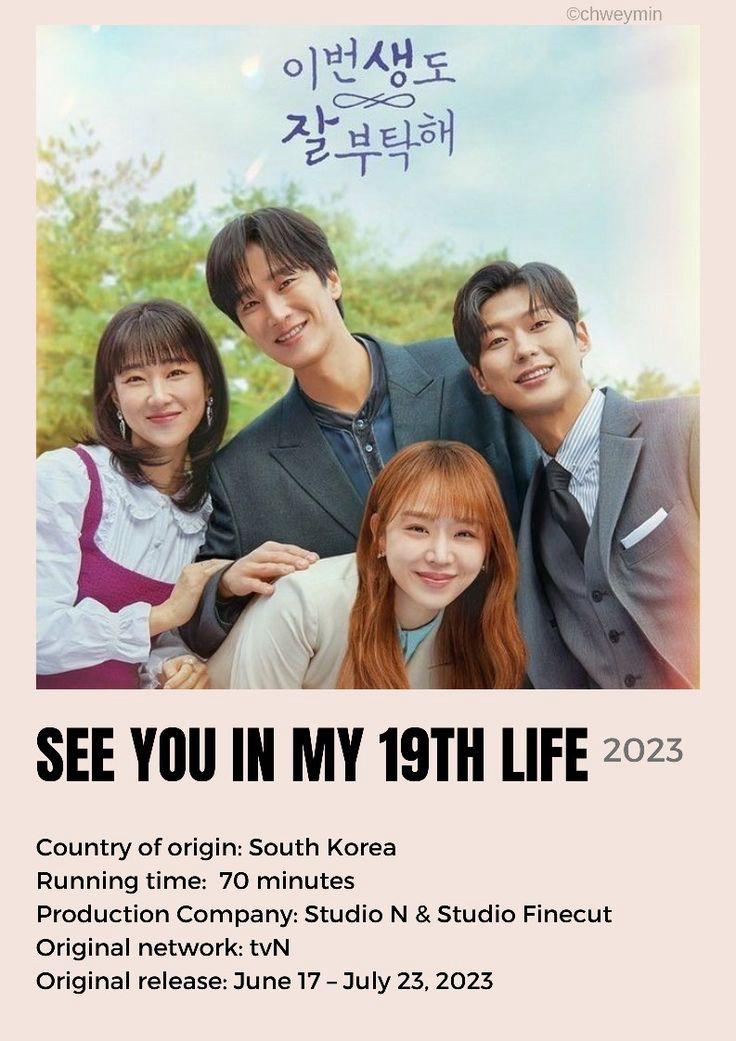 ©chweymin
이번생도
잘 부탁해
SEE YOU IN MY 19TH LIFE 2023
Country of origin: South Korea
Running time:  70 minutes
Production Company: Studio N & Studio Finecut
Original network: tvN
Original release: June 17 – July 23, 2023